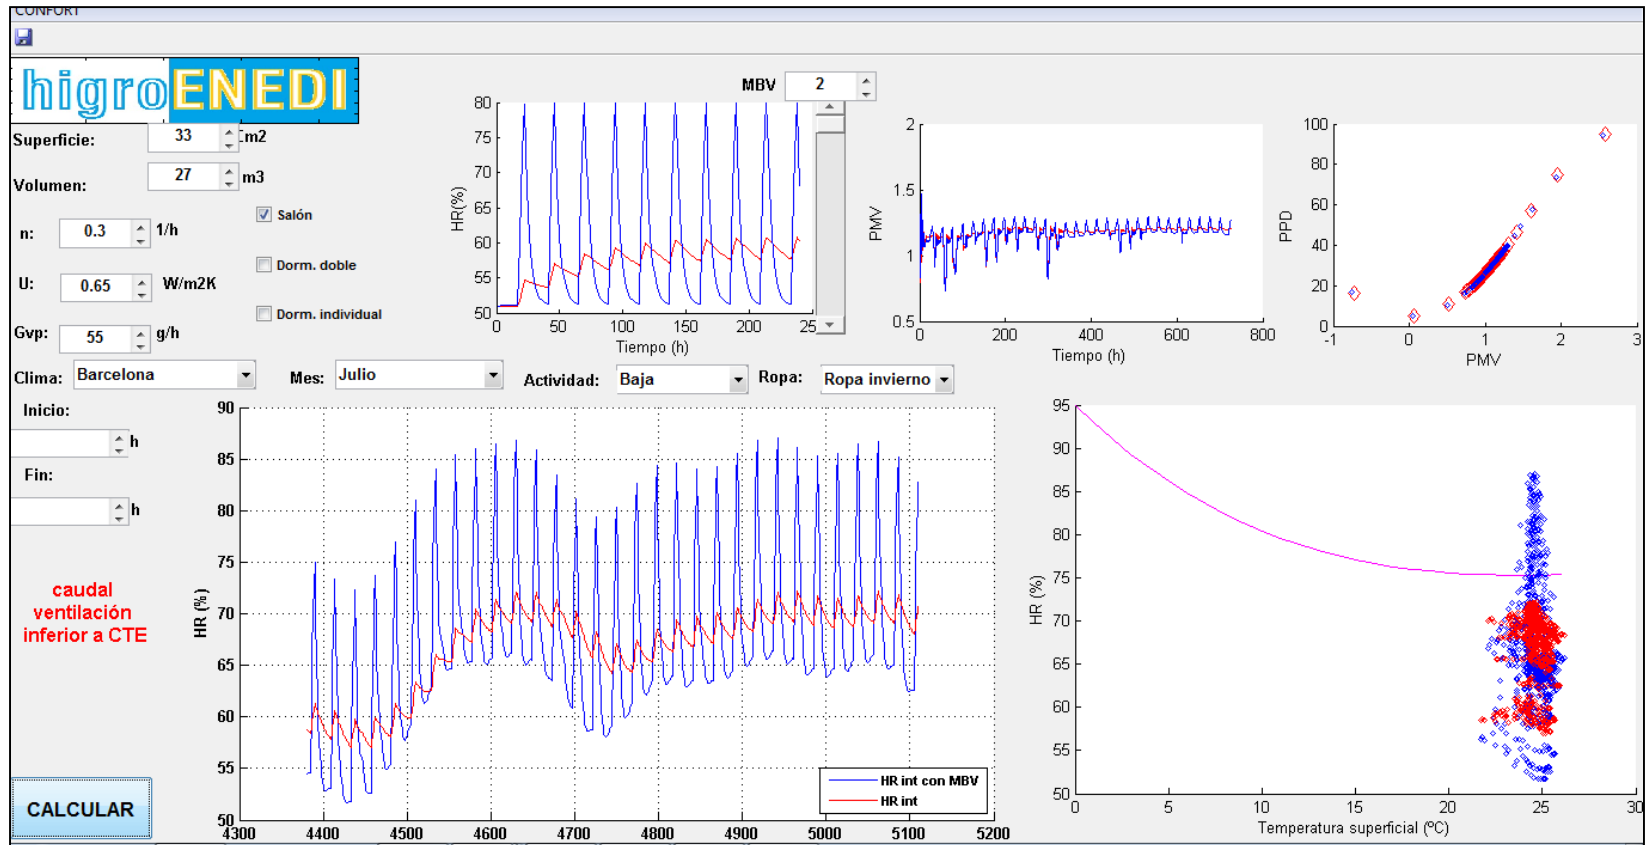 CONFORT
higroENEDI
MBV 2
Superficie: 33 m2
Volumen: 27 m3
n: 0.3 1/h
Salón
U: 0.65 W/m2K
Dorm. doble
Dorm. individual
Gvp: 55 g/h
80
75
70
65
60
55
50
HR(%)
0 50 100 150 200 25
Tiempo (h)
2
1.5
1
0.5
PMV
0 200 400 600 800
Tiempo (h)
100
80
60
40
20
0
PPD
-1 0 1 2 3
PMV
Clima: Barcelona Mes: Julio Actividad: Baja Ropa: Ropa invierno
Inicio:
h
Fin:
h
caudal
ventilación
inferior a CTE
CALCULAR
90
85
80
75
70
65
60
55
50
HR (%)
HR int con MBV
HR int
4300 4400 4500 4600 4700 4800 4900 5000 5100 5200
95
90
85
80
75
70
65
60
55
50
HR (%)
0 5 10 15 20 25 30
Temperatura superficial (ºC)